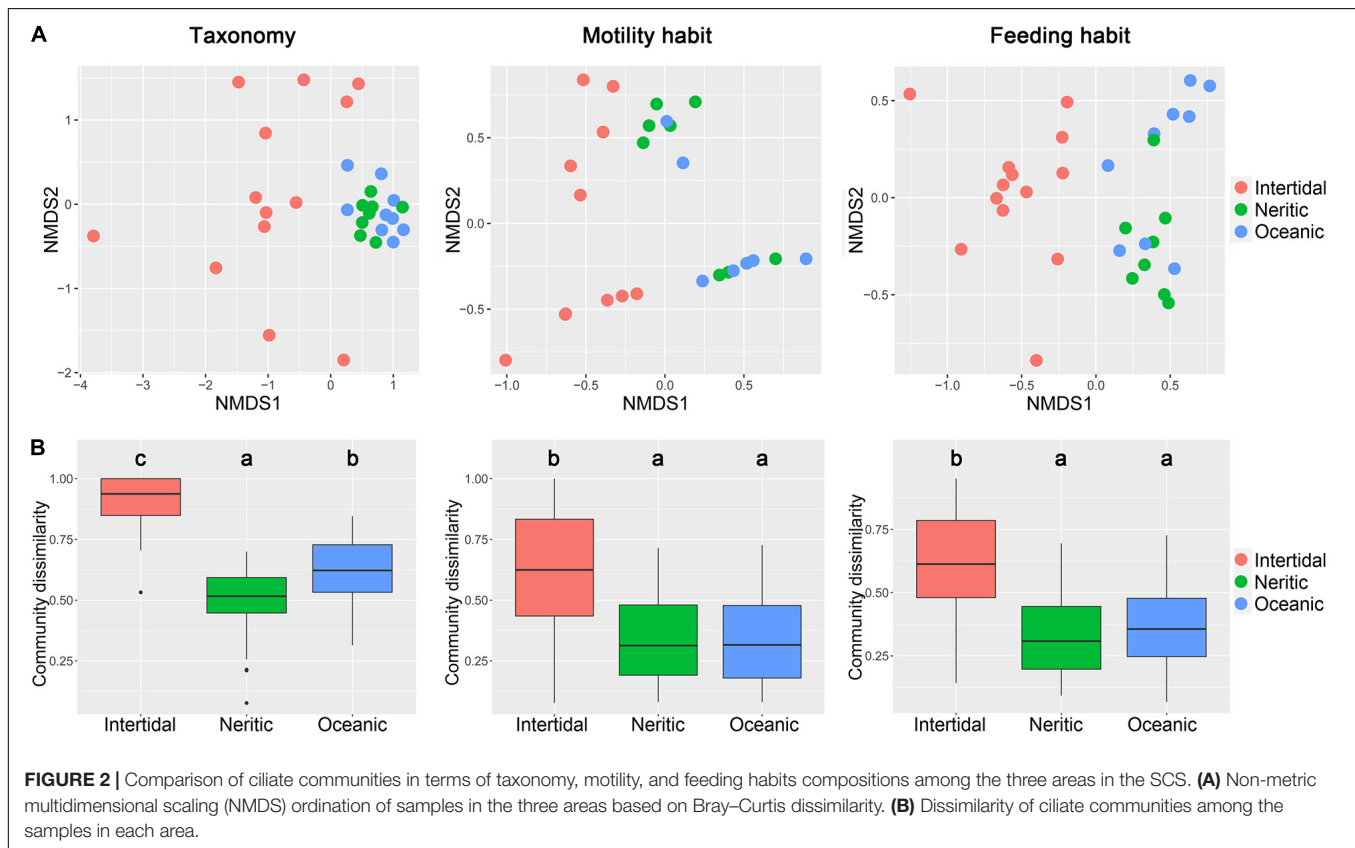 A
Taxonomy
Motility habit
Feeding habit
NMDS2
1
0
−1
−2
−4
−3
−2
−1
0
1
NMDS1
NMDS2
0.5
0.0
−0.5
−1.0
−0.5
0.0
0.5
NMDS1
NMDS2
0.5
0.0
−0.5
−1.0
−0.5
0.0
0.5
NMDS1
Intertidal
Neritic
Oceanic
B
Community dissimilarity
1.00
0.75
0.50
0.25
c
a
b
Intertidal
Neritic
Oceanic
Community dissimilarity
1.00
0.75
0.50
0.25
b
a
a
Intertidal
Neritic
Oceanic
Community dissimilarity
0.75
0.50
0.25
b
a
a
Intertidal
Neritic
Oceanic
Intertidal
Neritic
Oceanic
FIGURE 2 | Comparison of ciliate communities in terms of taxonomy, motility, and feeding habits compositions among the three areas in the SCS. (A) Non-metric
multidimensional scaling (NMDS) ordination of samples in the three areas based on Bray–Curtis dissimilarity. (B) Dissimilarity of ciliate communities among the
samples in each area.